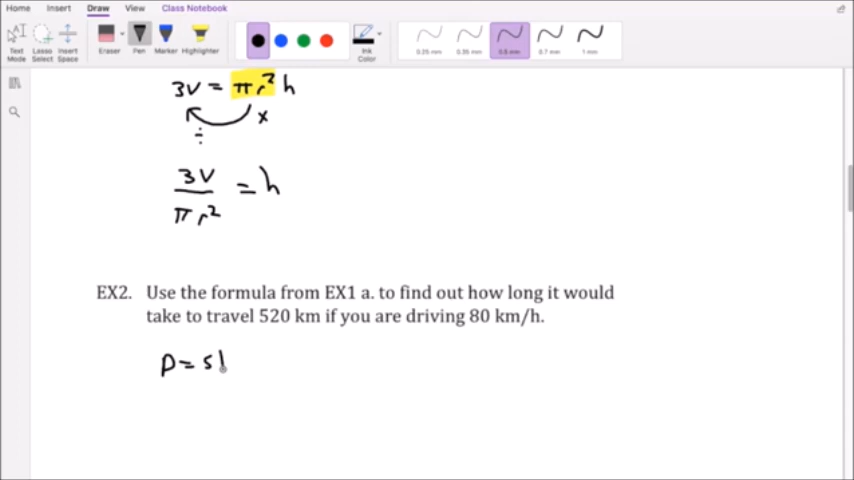 Home Insert Draw View Class Notebook
Text Mode Lasso Select Insert Space Eraser Pen Marker Highlighter Ink Color 0.25 mm 0.35 mm 0.5 mm 0.7 mm 1 mm
3V = πr² h
x
÷
3V
— = h
πr²
EX2. Use the formula from EX1 a. to find out how long it would
take to travel 520 km if you are driving 80 km/h.
D = s